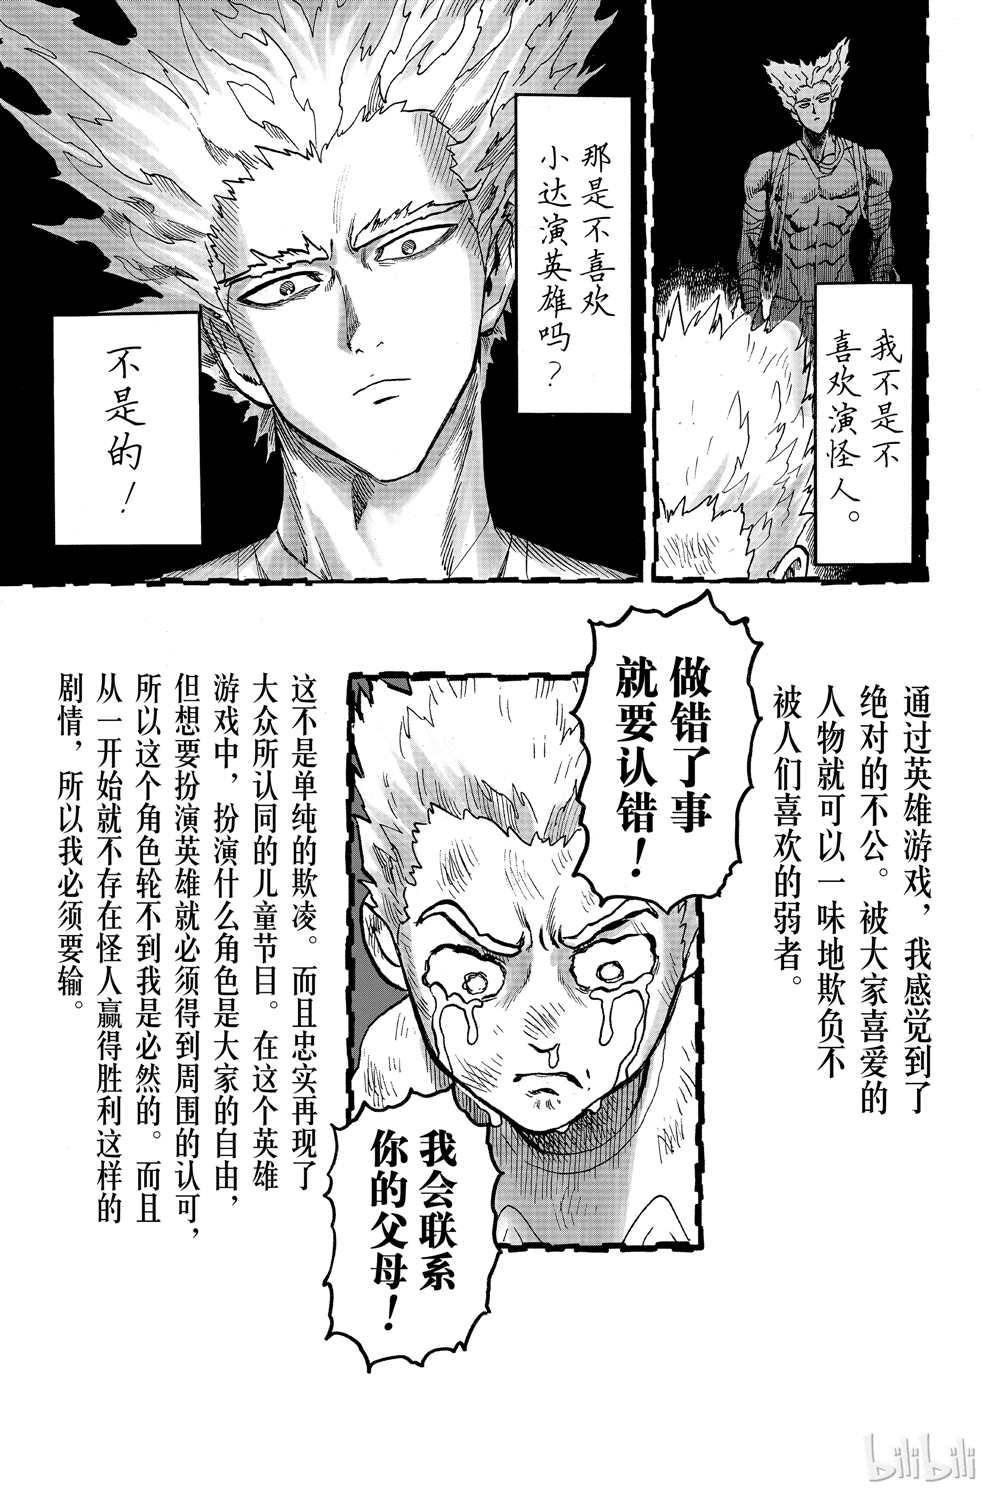 我不是不
喜欢演怪
人。
那是不喜欢
小达演英雄吗?
不是的!
通过英雄游戏，我感觉到了
绝对的不公。被大家喜爱的
人物就可以一味地欺负不
被人们喜欢的弱者。
做错了事
就要认错!
我会联系
你的父母!
这不是单纯的欺凌。而且忠实再现了
大众所认同的儿童节目。在这个英雄
游戏中，扮演什么角色是大家的自由，
但想要扮演英雄就必须得到周围的认可，
所以这个角色轮不到我是必然的。而且
从一开始就不存在怪人赢得胜利这样的
剧情，所以我必须要输。
bilibili